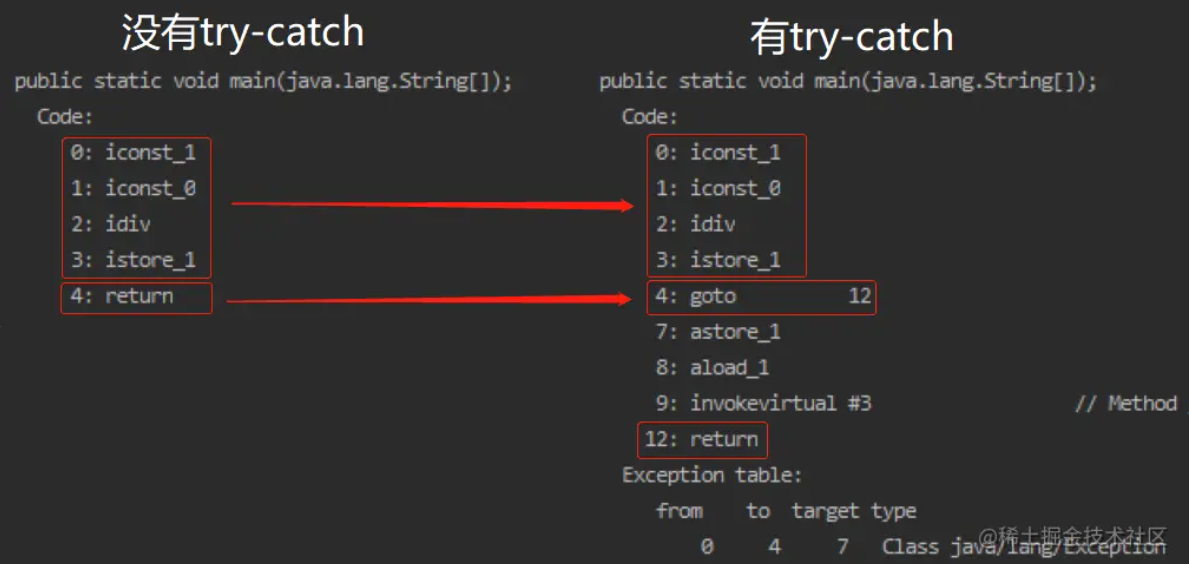 没有try-catch
public static void main(java.lang.String[]);
Code:
0: iconst_1
1: iconst_0
2: idiv
3: istore_1
4: return
有try-catch
public static void main(java.lang.String[]);
Code:
0: iconst_1
1: iconst_0
2: idiv
3: istore_1
4: goto 12
7: astore_1
8: aload_1
9: invokevirtual #3 // Method
12: return
Exception table:
from to target type
0 4 7 Class java/lang/Exception
@稀土掘金技术社区